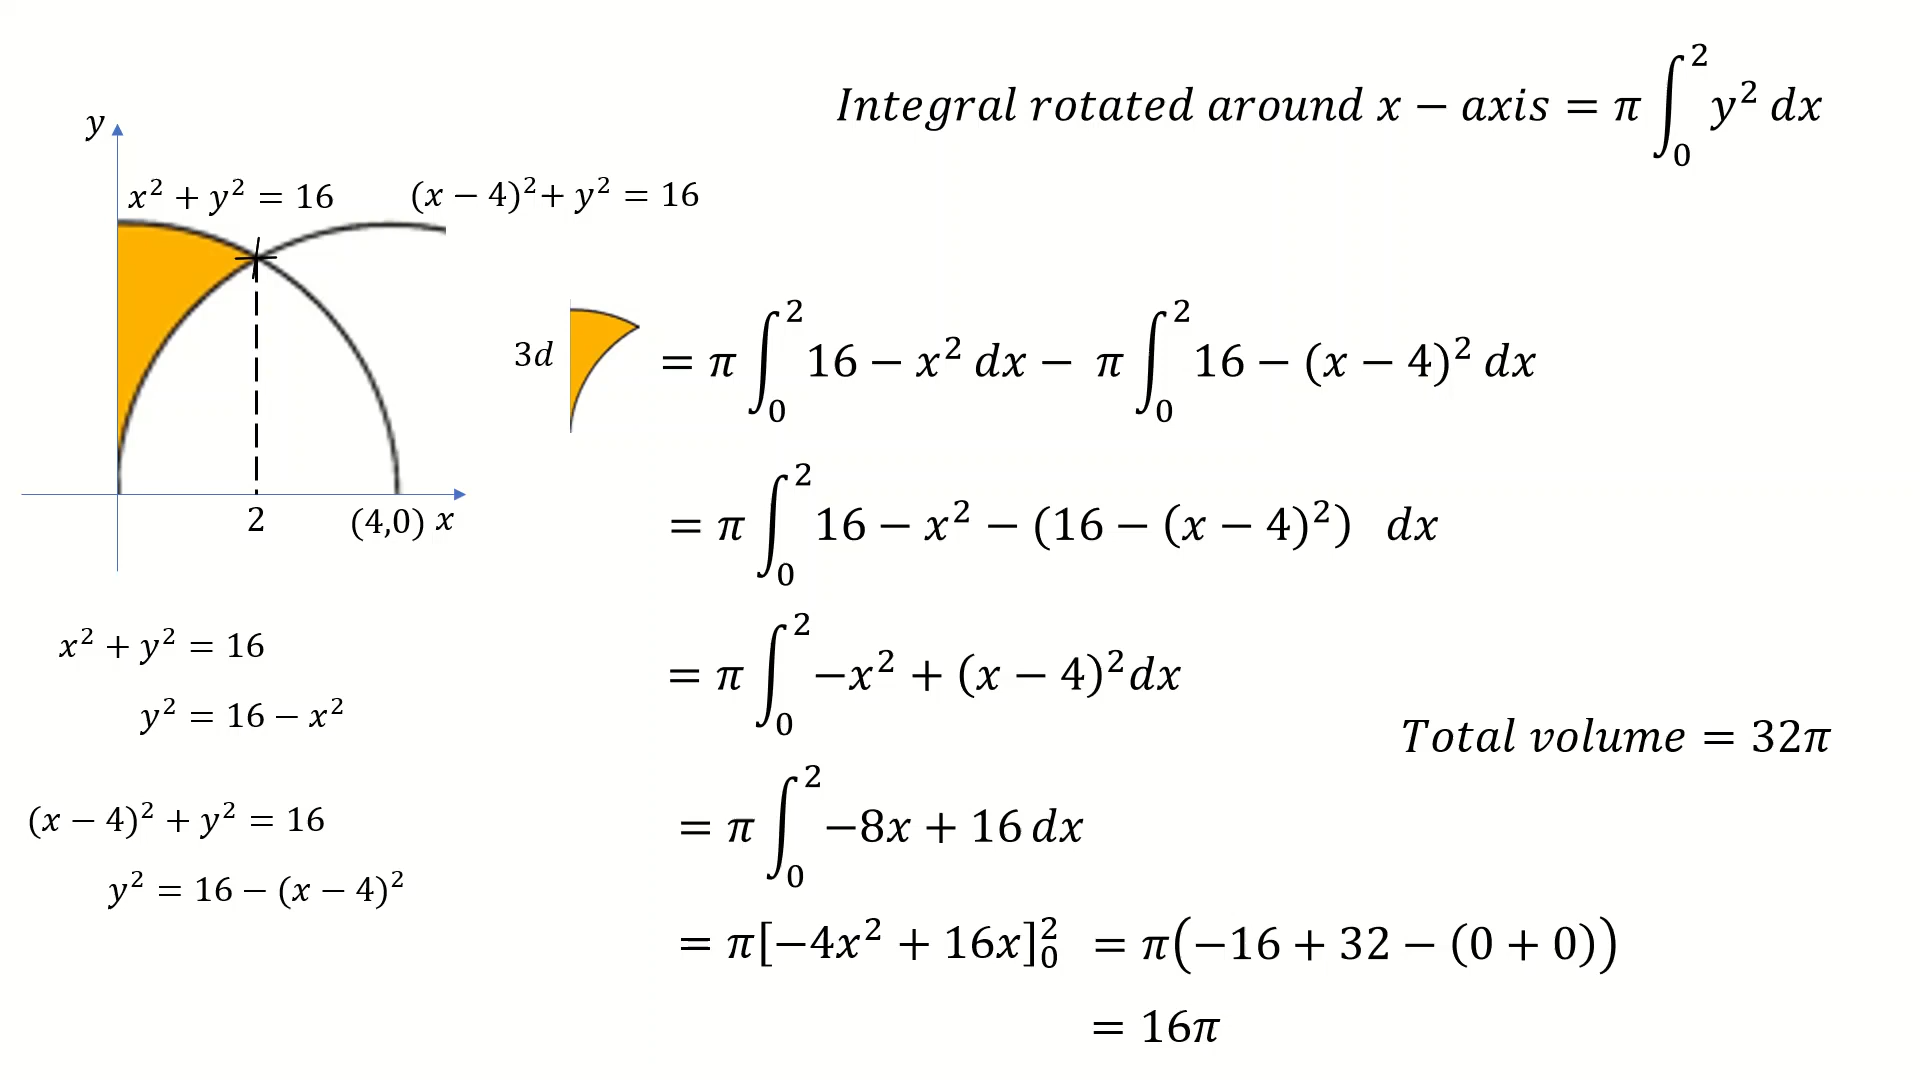 Integral rotated around x − axis = π∫₀² y² dx
y
x² + y² = 16
(x − 4)² + y² = 16
3d = π∫₀² 16 − x² dx − π∫₀² 16 − (x − 4)² dx
2
(4,0) x
= π∫₀² 16 − x² − (16 − (x − 4)²) dx
x² + y² = 16
= π∫₀² −x² + (x − 4)² dx
y² = 16 − x²
Total volume = 32π
(x − 4)² + y² = 16
= π∫₀² −8x + 16 dx
y² = 16 − (x − 4)²
= π[−4x² + 16x]₀² = π(−16 + 32 − (0 + 0))
= 16π